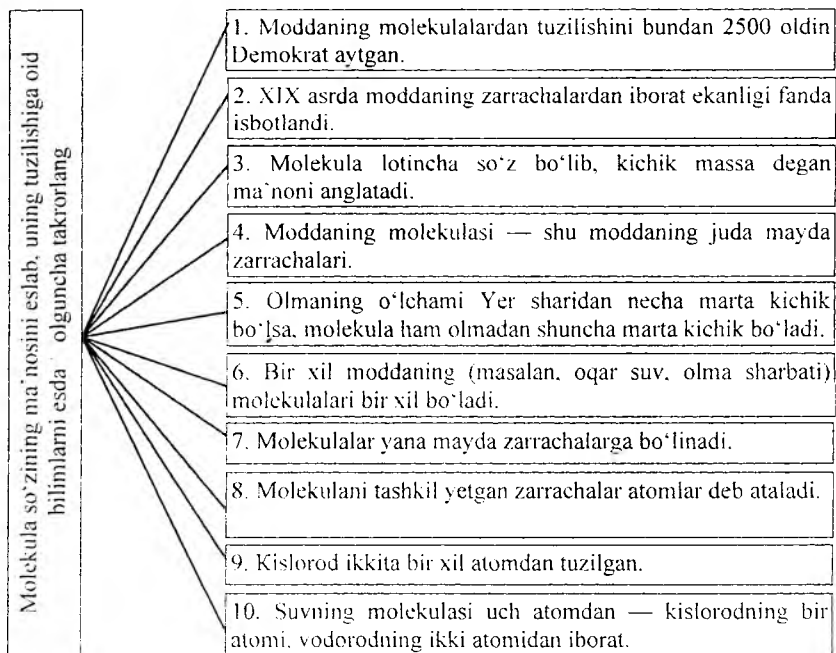 Molekula so‘zining ma`nosini eslab, uning tuzilishiga oid
bilimlarni esda olguncha takrorlang
1. Moddaning molekulalardan tuzilishini bundan 2500 oldin
Demokrat aytgan.
2. XIX asrda moddaning zarrachalardan iborat ekanligi fanda
isbotlandi.
3. Molekula lotincha so‘z bo‘lib, kichik massa degan
ma`noni anglatadi.
4. Moddaning molekulasi — shu moddaning juda mayda
zarrachalari.
5. Olmaning o‘lchami Yer sharidan necha marta kichik
bo‘lsa, molekula ham olmadan shuncha marta kichik bo‘ladi.
6. Bir xil moddaning (masalan, oqar suv, olma sharbati)
molekulalari bir xil bo‘ladi.
7. Molekulalar yana mayda zarrachalarga bo‘linadi.
8. Molekulani tashkil yetgan zarrachalar atomlar deb ataladi.
9. Kislorod ikkita bir xil atomdan tuzilgan.
10. Suvning molekulasi uch atomdan — kislorodning bir
atomi, vodorodning ikki atomidan iborat.